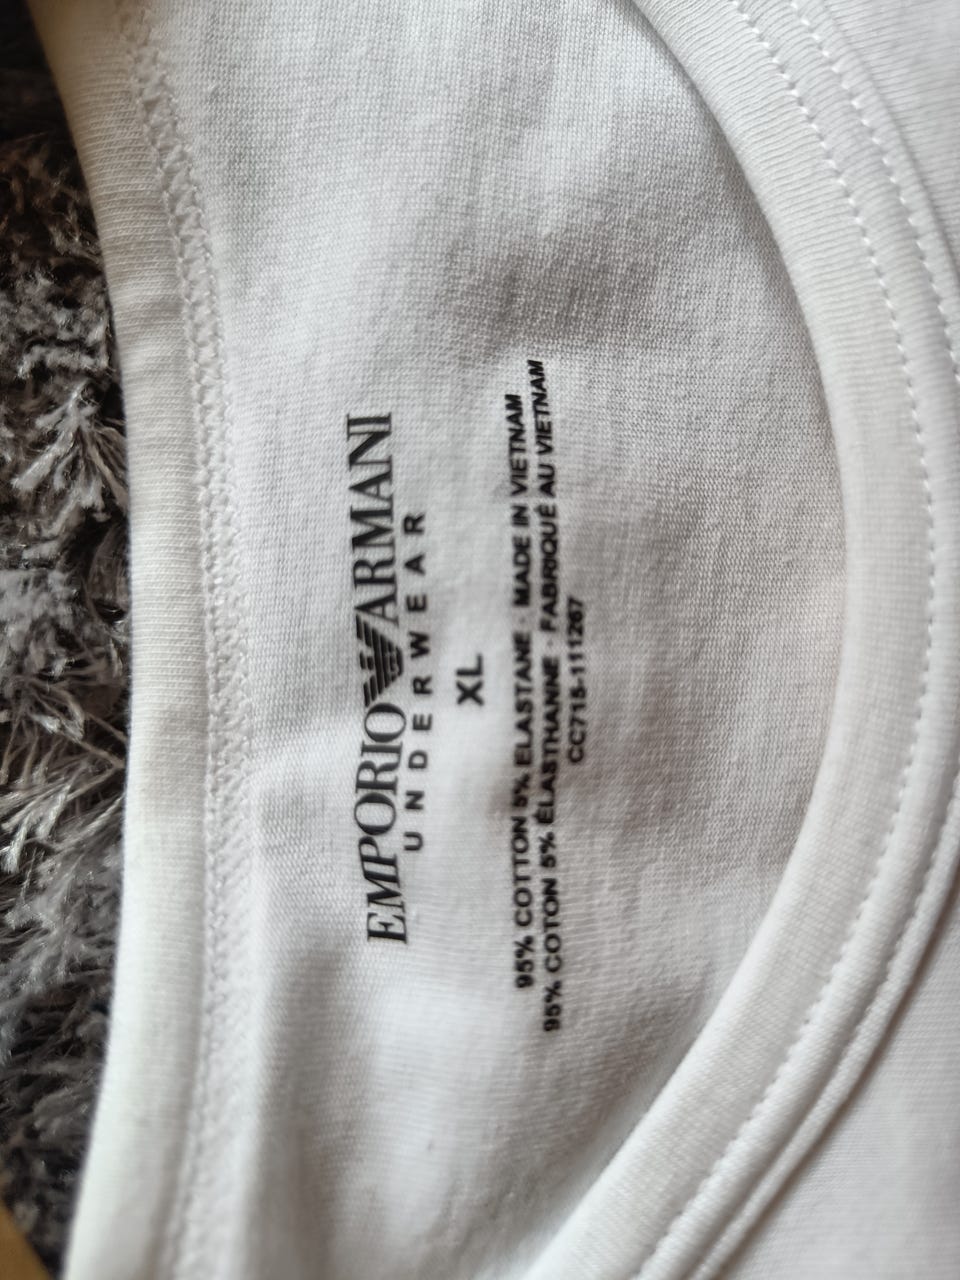 EMPORIO ARMANI
UNDERWEAR
XL
95% COTTON 5% ELASTANE - MADE IN VIETNAM
95% COTON 5% ÉLASTHANNE - FABRIQUÉ AU VIETNAM
CC715-111267